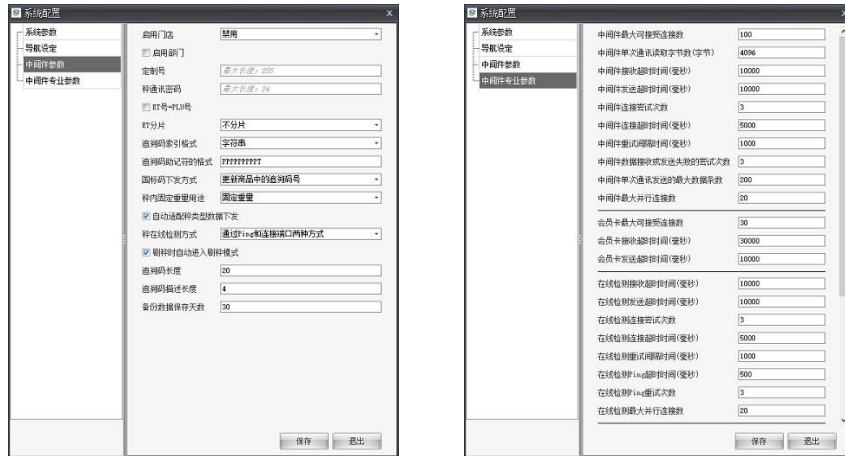 系统配置
x
系统参数
导航设定
中间件参数
中间件专业参数
启用门店 禁用
启用部门
定制号 最大长度：255
秤通讯密码 最大长度：24
ET号=PLU号
ET分片 不分片
追溯码索引格式 字符串
追溯码助记符的格式 PPPPPPPPPT
国标码下发方式 更新商品中的追溯码号
秤内固定重量用途 固定重量
自动适配秤类型数据下发
秤在线检测方式 通过Ping和连接端口两种方式
刷秤时自动进入刷秤模式
追溯码长度 20
追溯码描述长度 4
备份数据保存天数 30
保存 退出
系统配置
x
系统参数
导航设定
中间件参数
中间件专业参数
中间件最大可接受连接数 100
中间件单次通讯读取字节数(字节) 4096
中间件接收超时时间(毫秒) 10000
中间件发送超时时间(毫秒) 10000
中间件连接尝试次数 3
中间件连接超时时间(毫秒) 5000
中间件重试间隔时间(毫秒) 1000
中间件数据接收或发送失败的尝试次数 3
中间件单次通讯发送的最大数据条数 200
中间件最大并行连接数 20
会员卡最大可接受连接数 30
会员卡接收超时时间(毫秒) 30000
会员卡发送超时时间(毫秒) 10000
在线检测接收超时时间(毫秒) 10000
在线检测发送超时时间(毫秒) 10000
在线检测连接尝试次数 3
在线检测连接超时时间(毫秒) 5000
在线检测重试间隔时间(毫秒) 1000
在线检测Ping超时时间(毫秒) 500
在线检测Ping重试次数 3
在线检测最大并行连接数 20
保存 退出